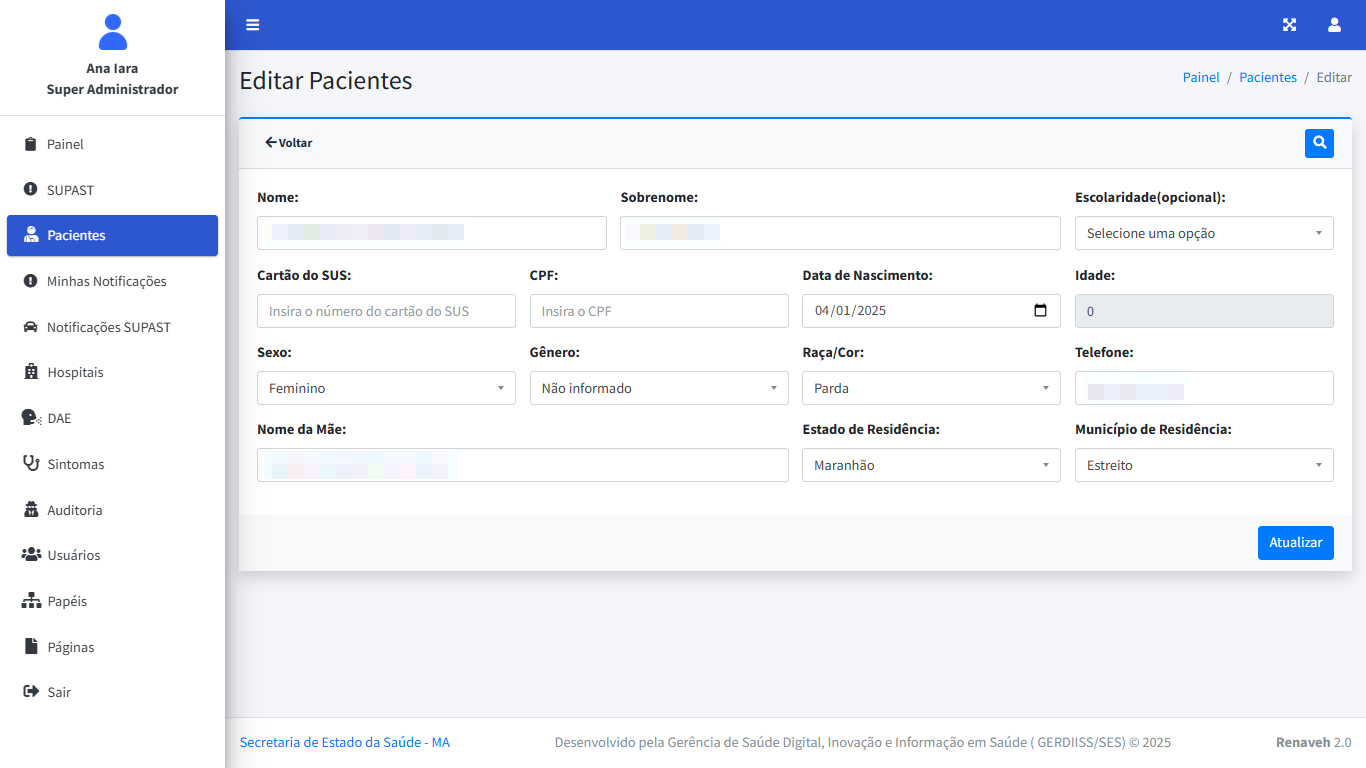 Ana Iara
Super Administrador
Painel
SUPAST
Pacientes
Minhas Notificações
Notificações SUPAST
Hospitais
DAE
Sintomas
Auditoria
Usuários
Papéis
Páginas
Sair
Editar Pacientes
Painel / Pacientes / Editar
Voltar
Nome:
Sobrenome:
Escolaridade(opcional):
Selecione uma opção
Cartão do SUS:
CPF:
Data de Nascimento:
Idade:
Insira o número do cartão do SUS
Insira o CPF
04/01/2025
0
Sexo:
Gênero:
Raça/Cor:
Telefone:
Feminino
Não informado
Parda
Nome da Mãe:
Estado de Residência:
Município de Residência:
Maranhão
Estreito
Atualizar
Secretaria de Estado da Saúde - MA
Desenvolvido pela Gerência de Saúde Digital, Inovação e Informação em Saúde ( GERDIISS/SES) © 2025
Renaveh 2.0